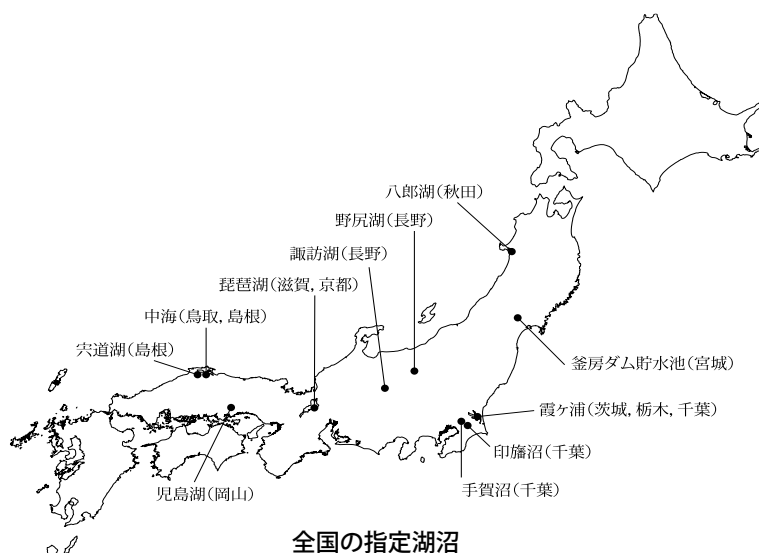 八郎湖(秋田)
野尻湖(長野)
諏訪湖(長野)
琵琶湖(滋賀, 京都)
中海(鳥取, 島根)
宍道湖(島根)
釜房ダム貯水池(宮城)
霞ケ浦(茨城, 栃木, 千葉)
印旛沼(千葉)
手賀沼(千葉)
児島湖(岡山)
全国の指定湖沼